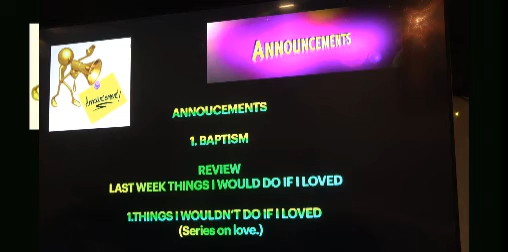 ANNOUNCEMENTS
Announcement!
ANNOUCEMENTS
1. BAPTISM
REVIEW
LAST WEEK THINGS I WOULD DO IF I LOVED
1.THINGS I WOULDN'T DO IF I LOVED
(Series on love.)